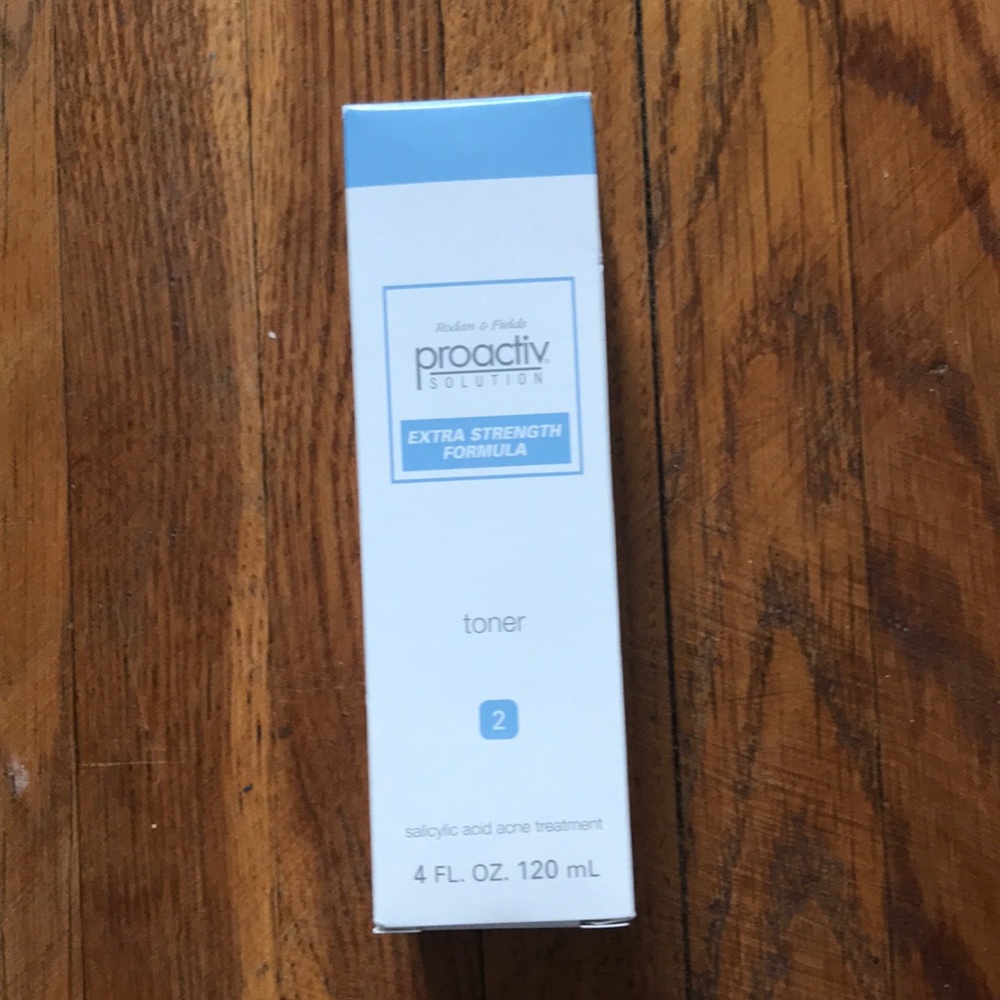 Rodan & Fields
proactiv®
SOLUTION
EXTRA STRENGTH
FORMULA
toner
2
salicylic acid acne treatment
4 FL. OZ. 120 mL